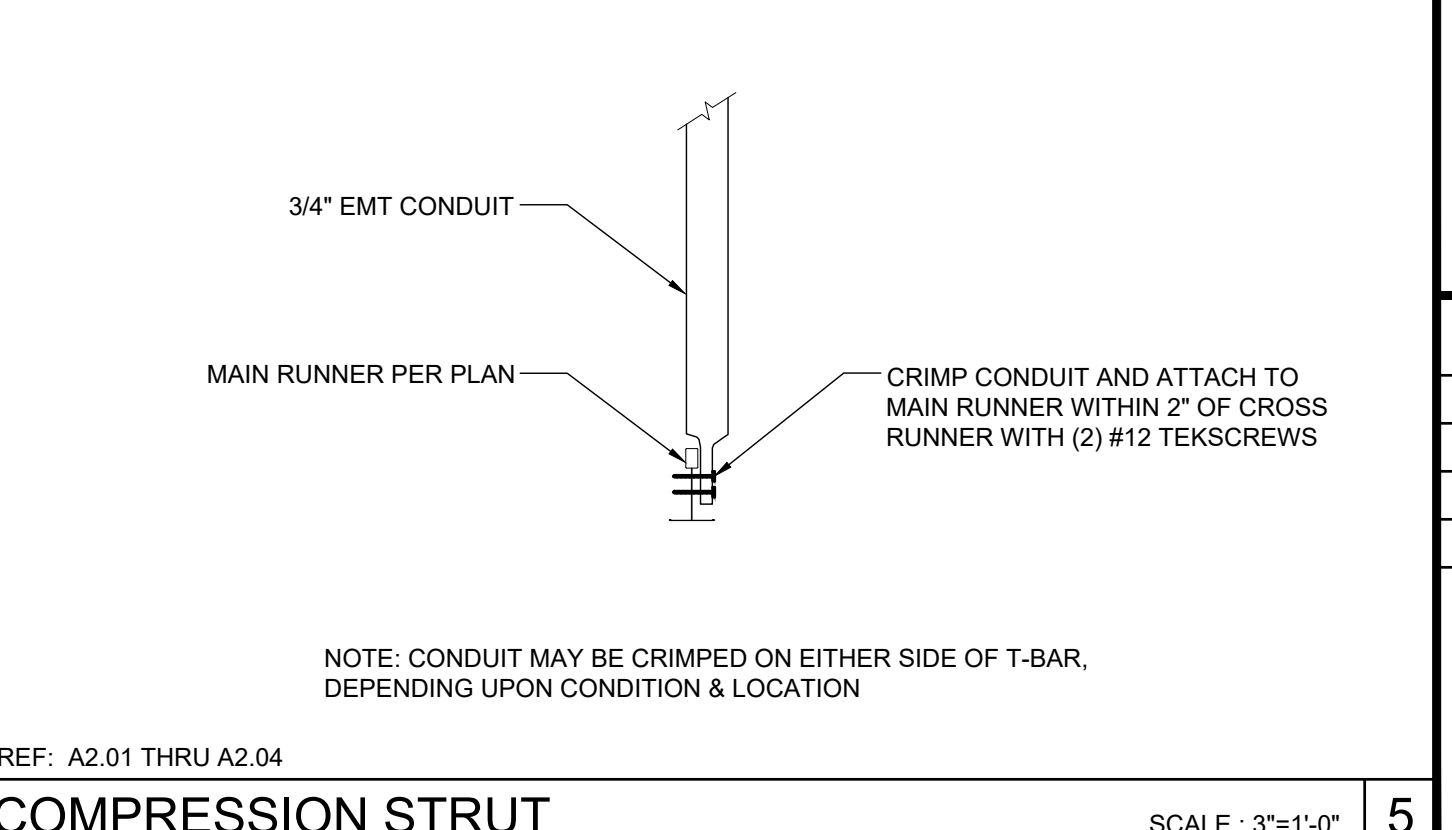 3/4" EMT CONDUIT
MAIN RUNNER PER PLAN
CRIMP CONDUIT AND ATTACH TO
MAIN RUNNER WITHIN 2" OF CROSS
RUNNER WITH (2) #12 TEKSCREWS
NOTE: CONDUIT MAY BE CRIMPED ON EITHER SIDE OF T-BAR,
DEPENDING UPON CONDITION & LOCATION
REF: A2.01 THRU A2.04
COMPRESSION STRUT
SCALE : 3"=1'-0"
5